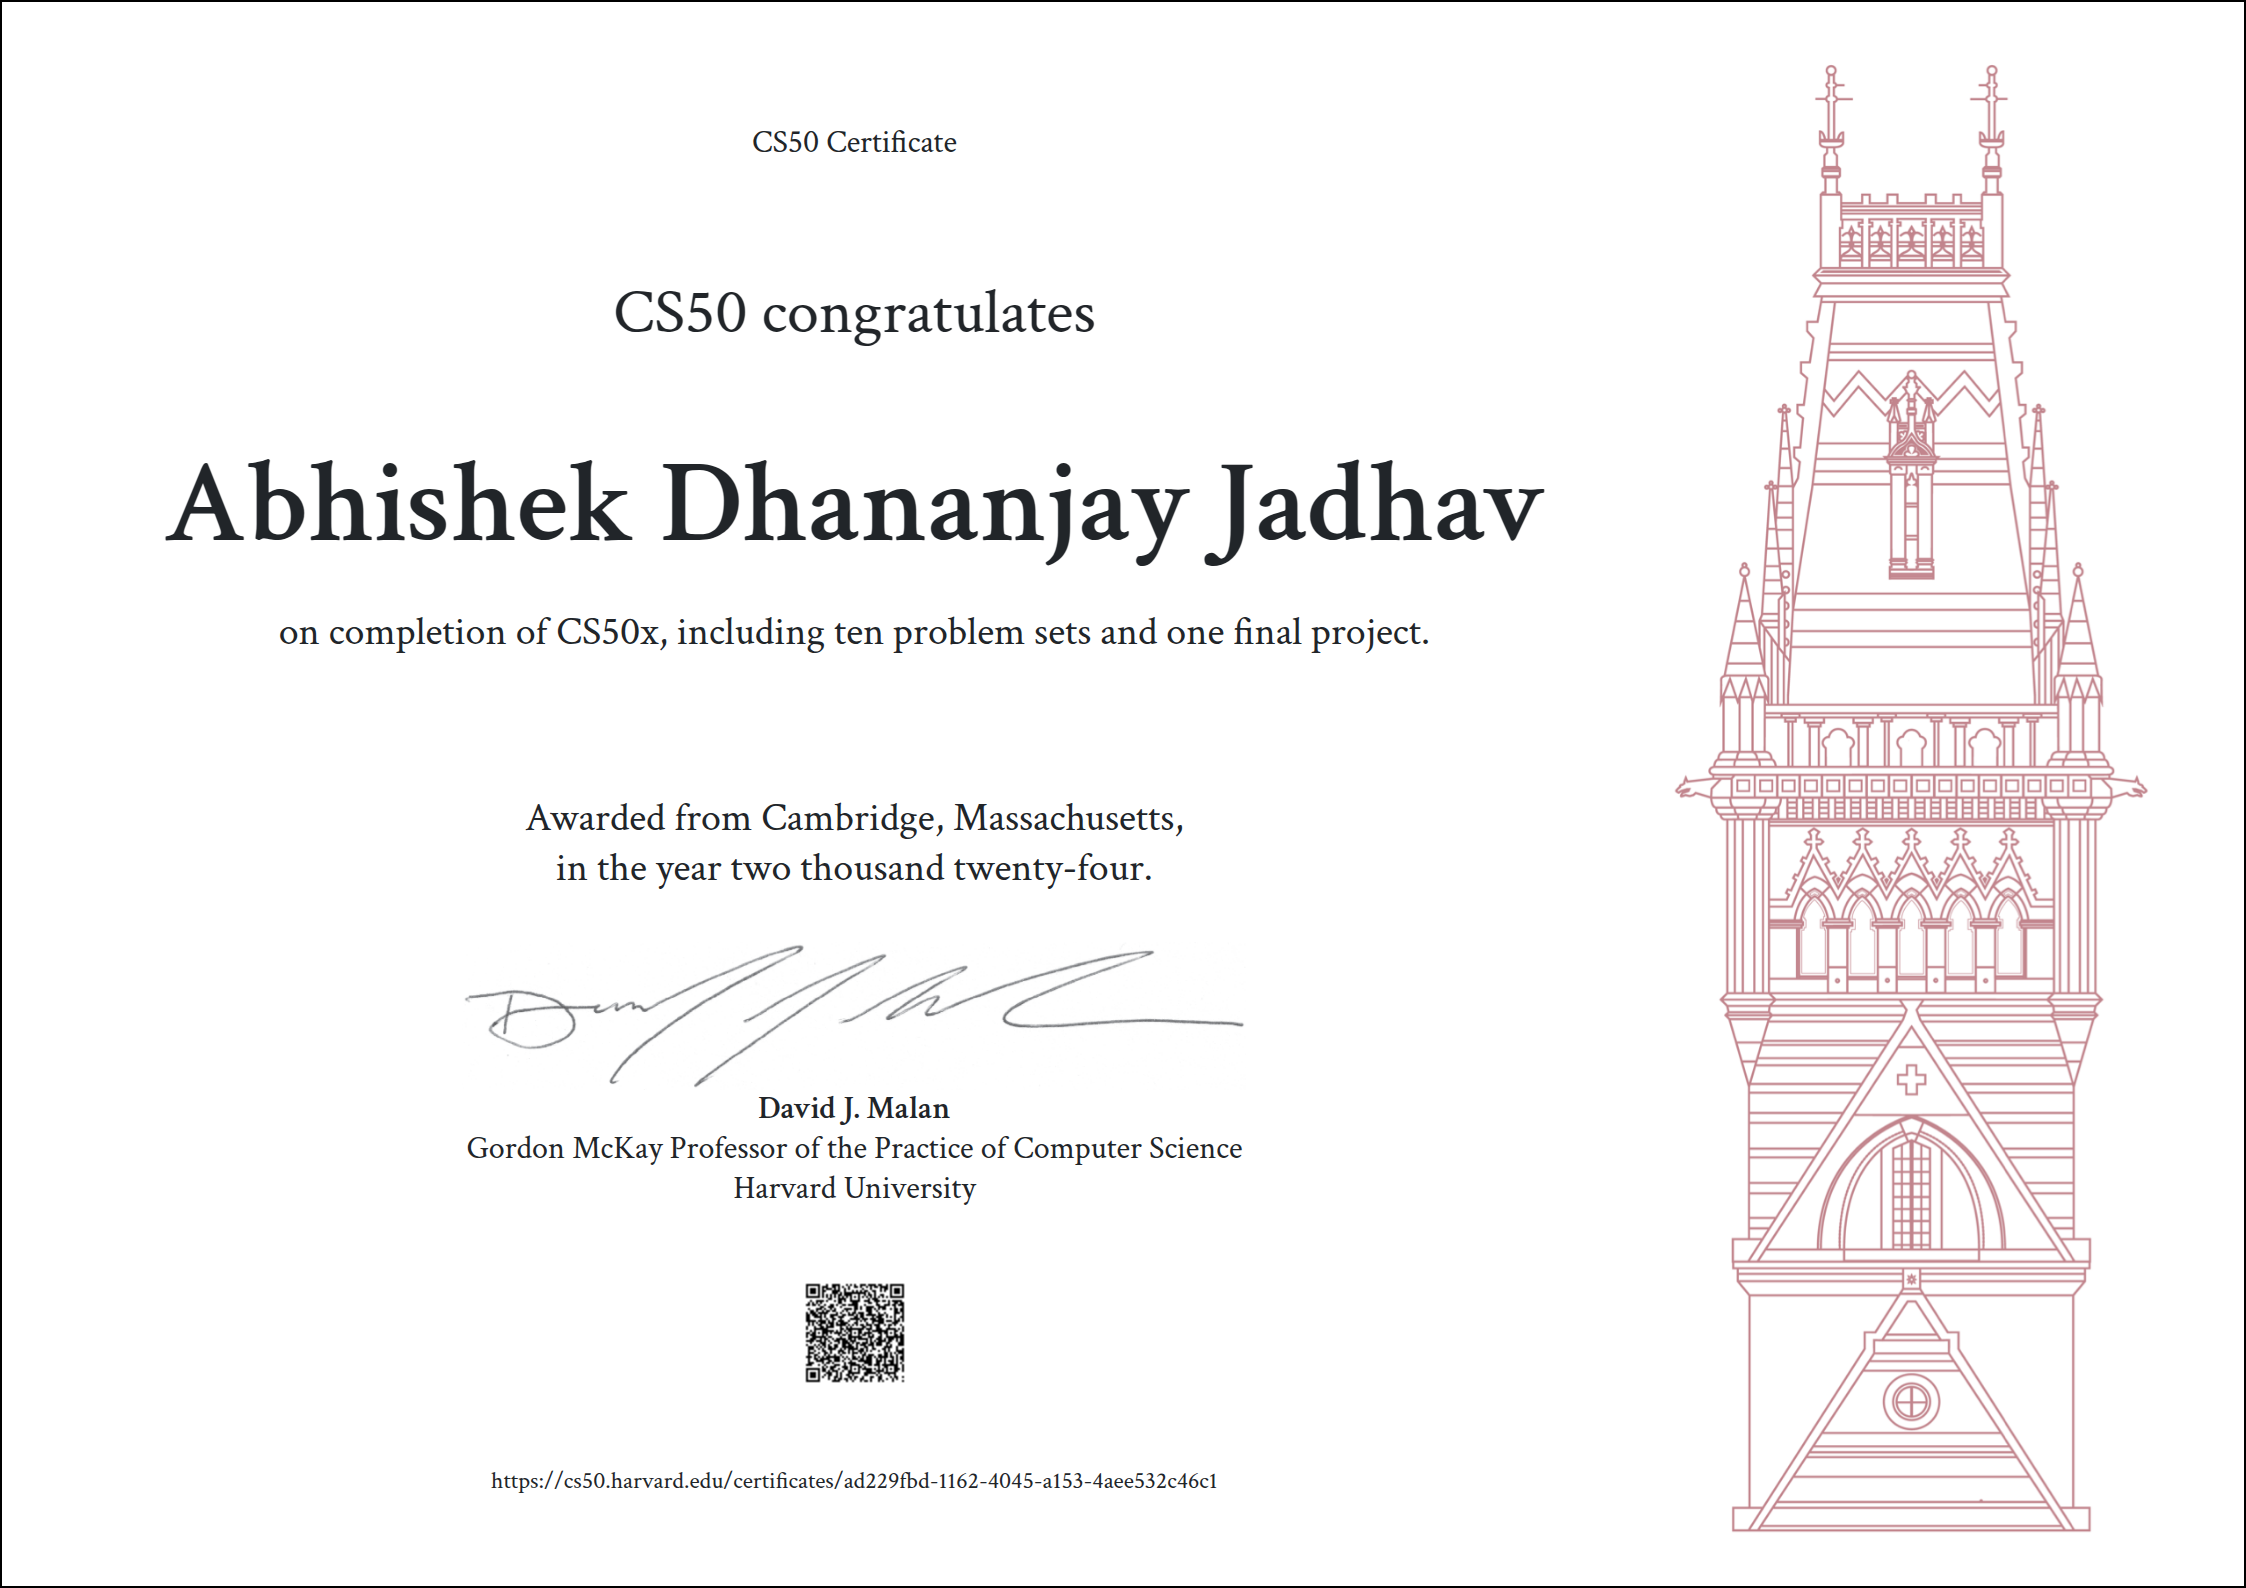 CS50 Certificate
CS50 congratulates
Abhishek Dhananjay Jadhav
on completion of CS50x, including ten problem sets and one final project.
Awarded from Cambridge, Massachusetts,
in the year two thousand twenty-four.
David J. Malan
Gordon McKay Professor of the Practice of Computer Science
Harvard University
https://cs50.harvard.edu/certificates/ad229fbd-1162-4045-a153-4aee532c46c1